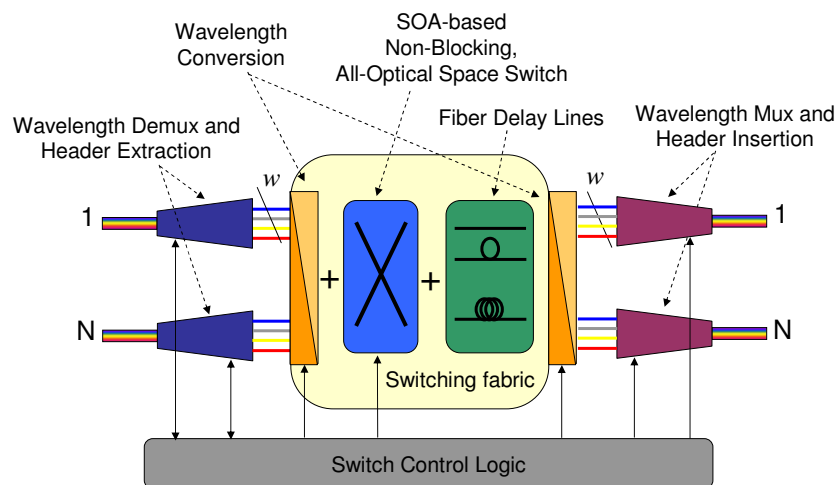 SOA-based
Non-Blocking,
All-Optical Space Switch
Wavelength
Conversion
Fiber Delay Lines
Wavelength Demux and
Header Extraction
Wavelength Mux and
Header Insertion
w
w
1
1
+
+
N
N
Switching fabric
Switch Control Logic